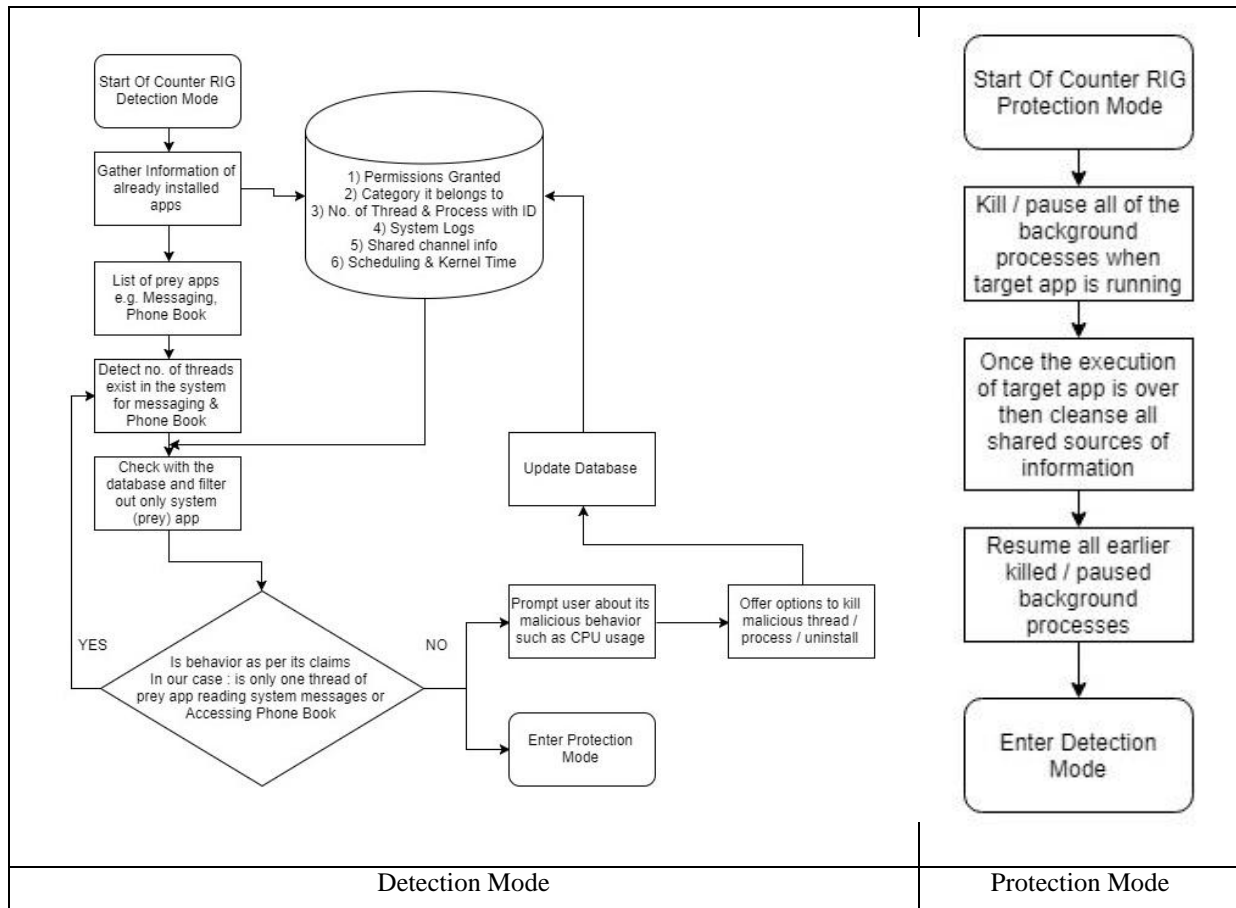 Start Of Counter RIG
Detection Mode
Gather Information of
already installed
apps
1) Permissions Granted
2) Category it belongs to
3) No. of Thread & Process with ID
4) System Logs
5) Shared channel info
6) Scheduling & Kernel Time
List of prey apps
e.g. Messaging,
Phone Book
Detect no. of threads
exist in the system
for messaging &
Phone Book
Check with the
database and filter
out only system
(prey) app
Update Database
YES
Is behavior as per its claims
In our case : is only one thread of
prey app reading system messages or
Accessing Phone Book
NO
Prompt user about its
malicious behavior
such as CPU usage
Offer options to kill
malicious thread /
process / uninstall
Enter Protection
Mode
Detection Mode
Start Of Counter RIG
Protection Mode
Kill / pause all of the
background
processes when
target app is running
Once the execution
of target app is over
then cleanse all
shared sources of
information
Resume all earlier
killed / paused
background
processes
Enter Detection
Mode
Protection Mode